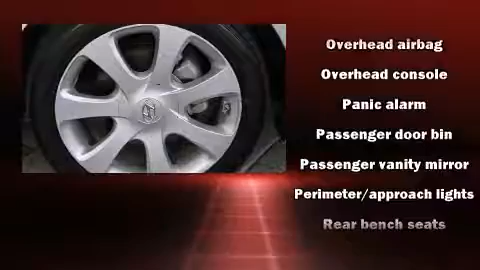 Overhead airbag
Overhead console
Panic alarm
Passenger door bin
Passenger vanity mirror
Perimeter/approach lights
Rear bench seats